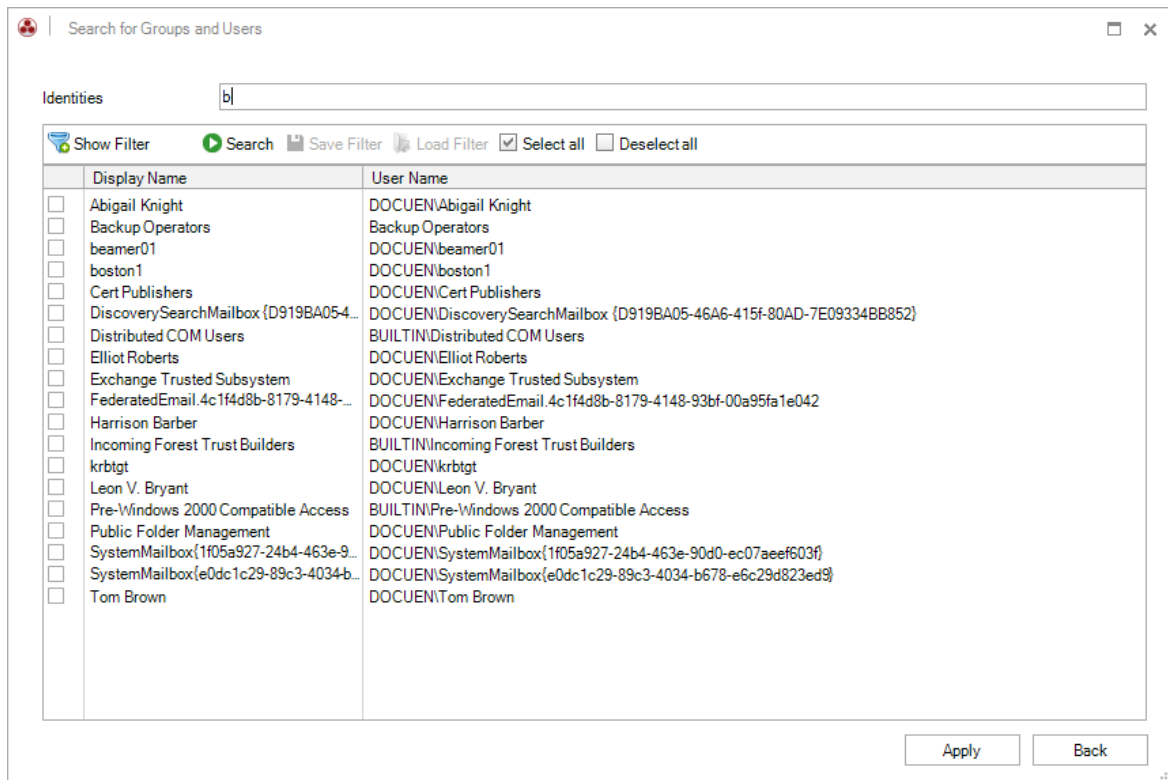 Search for Groups and Users
Identities b
Show Filter Search Save Filter Load Filter Select all Deselect all
Display Name User Name
Abigail Knight DOCUEN\Abigail Knight
Backup Operators Backup Operators
beamer01 DOCUEN\beamer01
boston1 DOCUEN\boston1
Cert Publishers DOCUEN\Cert Publishers
DiscoverySearchMailbox {D919BA05-4... DOCUEN\DiscoverySearchMailbox {D919BA05-46A6-415f-80AD-7E09334BB852}
Distributed COM Users BUILTIN\Distributed COM Users
Elliot Roberts DOCUEN\Elliot Roberts
Exchange Trusted Subsystem DOCUEN\Exchange Trusted Subsystem
FederatedEmail.4c1f4d8b-8179-4148-... DOCUEN\FederatedEmail.4c1f4d8b-8179-4148-93bf-00a95fa1e042
Harrison Barber DOCUEN\Harrison Barber
Incoming Forest Trust Builders BUILTIN\Incoming Forest Trust Builders
krbtgt DOCUEN\krbtgt
Leon V. Bryant DOCUEN\Leon V. Bryant
Pre-Windows 2000 Compatible Access BUILTIN\Pre-Windows 2000 Compatible Access
Public Folder Management DOCUEN\Public Folder Management
SystemMailbox{1f05a927-24b4-463e-9... DOCUEN\SystemMailbox{1f05a927-24b4-463e-90d0-ec07aeef603f}
SystemMailbox{e0dc1c29-89c3-4034-b... DOCUEN\SystemMailbox{e0dc1c29-89c3-4034-b678-e6c29d823ed9}
Tom Brown DOCUEN\Tom Brown
Apply Back